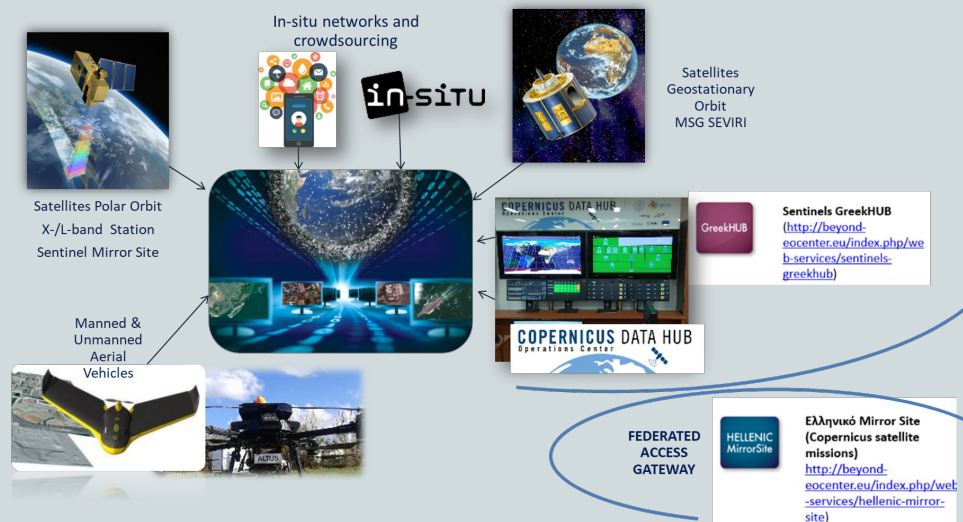 In-situ networks and
crowdsourcing
in-situ
Satellites
Geostationary
Orbit
MSG SEVIRI
Satellites Polar Orbit
X-/L-band Station
Sentinel Mirror Site
COPERNICUS DATA HUB
Operations Center
GreekHUB
Sentinels GreekHUB
(http://beyond-
eocenter.eu/index.php/we
b-services/sentinels-
greekhub)
Manned &
Unmanned
Aerial
Vehicles
COPERNICUS DATA HUB
Operations Center
ALTUS
FEDERATED
ACCESS
GATEWAY
HELLENIC
MirrorSite
Ελληνικό Mirror Site
(Copernicus satellite
missions)
http://beyond-
eocenter.eu/index.php/web
-services/hellenic-mirror-
site)